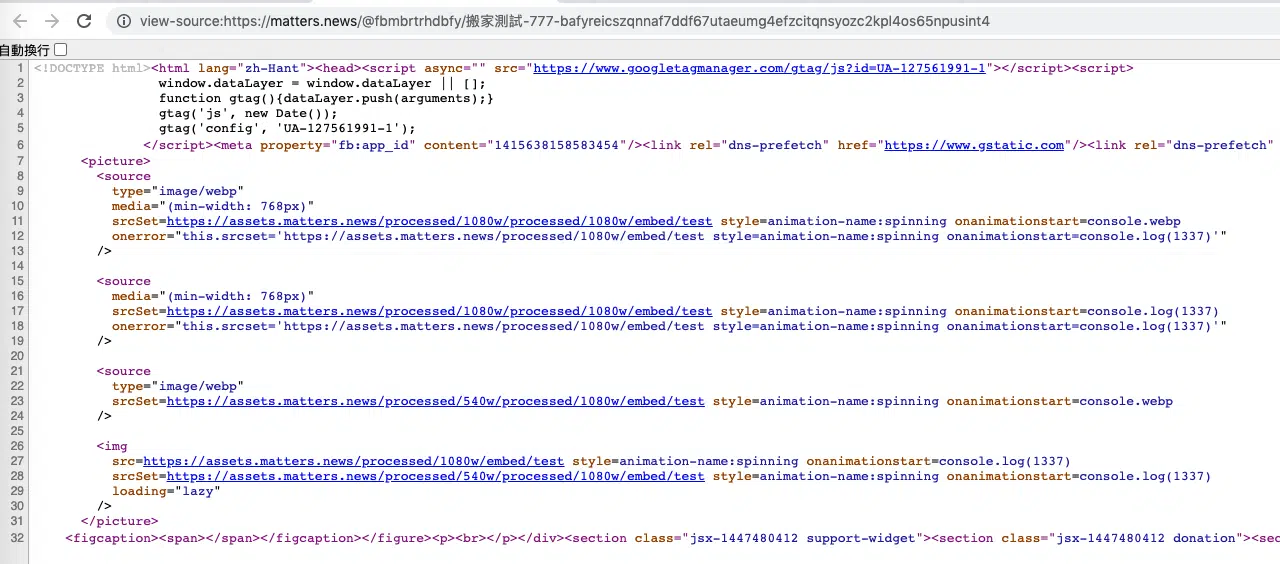 view-source:https://matters.news/@fbmbrtrhdbfy/搬家測試-777-bafyreicszqnnaf7ddf67utaeumg4efzcitqnsyozc2kpl4os65npusint4
自動換行
1 <!DOCTYPE html><html lang="zh-Hant"><head><script async="" src="https://www.googletagmanager.com/gtag/js?id=UA-127561991-1"></script><script>
2 window.dataLayer = window.dataLayer || [];
3 function gtag(){dataLayer.push(arguments);}
4 gtag('js', new Date());
5 gtag('config', 'UA-127561991-1');
6 </script><meta property="fb:app_id" content="1415638158583454"/><link rel="dns-prefetch" href="https://www.gstatic.com"/><link rel="dns-prefetch"
7 <picture>
8 <source
9 type="image/webp"
10 media="(min-width: 768px)"
11 srcSet=https://assets.matters.news/processed/1080w/processed/1080w/embed/test style=animation-name:spinning onanimationstart=console.webp
12 onerror="this.srcset='https://assets.matters.news/processed/1080w/embed/test style=animation-name:spinning onanimationstart=console.log(1337)'"
13 />
14
15 <source
16 media="(min-width: 768px)"
17 srcSet=https://assets.matters.news/processed/1080w/processed/1080w/embed/test style=animation-name:spinning onanimationstart=console.log(1337)
18 onerror="this.srcset='https://assets.matters.news/processed/1080w/embed/test style=animation-name:spinning onanimationstart=console.log(1337)'"
19 />
20
21 <source
22 type="image/webp"
23 srcSet=https://assets.matters.news/processed/540w/processed/1080w/embed/test style=animation-name:spinning onanimationstart=console.webp
24 />
25
26 <img
27 src=https://assets.matters.news/processed/1080w/embed/test style=animation-name:spinning onanimationstart=console.log(1337)
28 srcSet=https://assets.matters.news/processed/540w/processed/1080w/embed/test style=animation-name:spinning onanimationstart=console.log(1337)
29 loading="lazy"
30 />
31 </picture>
32 <figcaption><span></span></figcaption></figure><p><br></p></div><section class="jsx-1447480412 support-widget"><section class="jsx-1447480412 donation"><sec